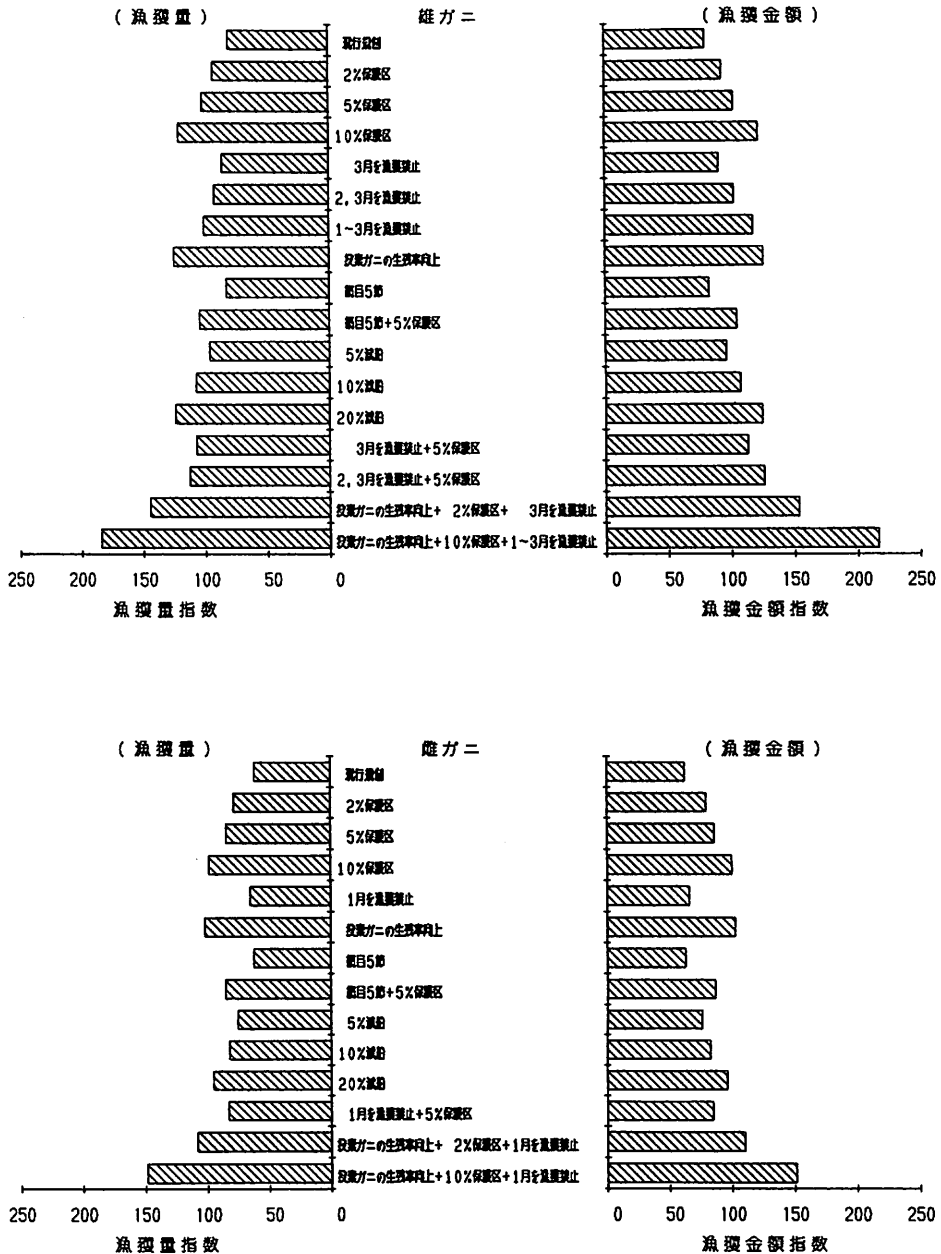 (漁獲量) 雄ガニ (漁獲金額)
現行規制
2%保護区
5%保護区
10%保護区
3月を漁獲禁止
2,3月を漁獲禁止
1~3月を漁獲禁止
投棄ガニの生残率向上
網目5節
網目5節+5%保護区
5%減船
10%減船
20%減船
3月を漁獲禁止+5%保護区
2,3月を漁獲禁止+5%保護区
投棄ガニの生残率向上+ 2%保護区+ 3月を漁獲禁止
投棄ガニの生残率向上+10%保護区+1~3月を漁獲禁止
250 200 150 100 50 0 0 50 100 150 200 250
漁獲量指数 漁獲金額指数
(漁獲量) 雌ガニ (漁獲金額)
現行規制
2%保護区
5%保護区
10%保護区
1月を漁獲禁止
投棄ガニの生残率向上
網目5節
網目5節+5%保護区
5%減船
10%減船
20%減船
1月を漁獲禁止+5%保護区
投棄ガニの生残率向上+ 2%保護区+1月を漁獲禁止
投棄ガニの生残率向上+10%保護区+1月を漁獲禁止
250 200 150 100 50 0 0 50 100 150 200 250
漁獲量指数 漁獲金額指数